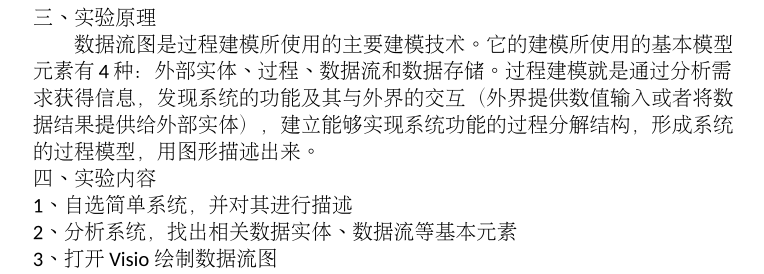 三、实验原理
数据流图是过程建模所使用的主要建模技术。它的建模所使用的基本模型
元素有 4 种：外部实体、过程、数据流和数据存储。过程建模就是通过分析需
求获得信息，发现系统的功能及其与外界的交互（外界提供数值输入或者将数
据结果提供给外部实体），建立能够实现系统功能的过程分解结构，形成系统
的过程模型，用图形描述出来。
四、实验内容
1、自选简单系统，并对其进行描述
2、分析系统，找出相关数据实体、数据流等基本元素
3、打开 Visio 绘制数据流图